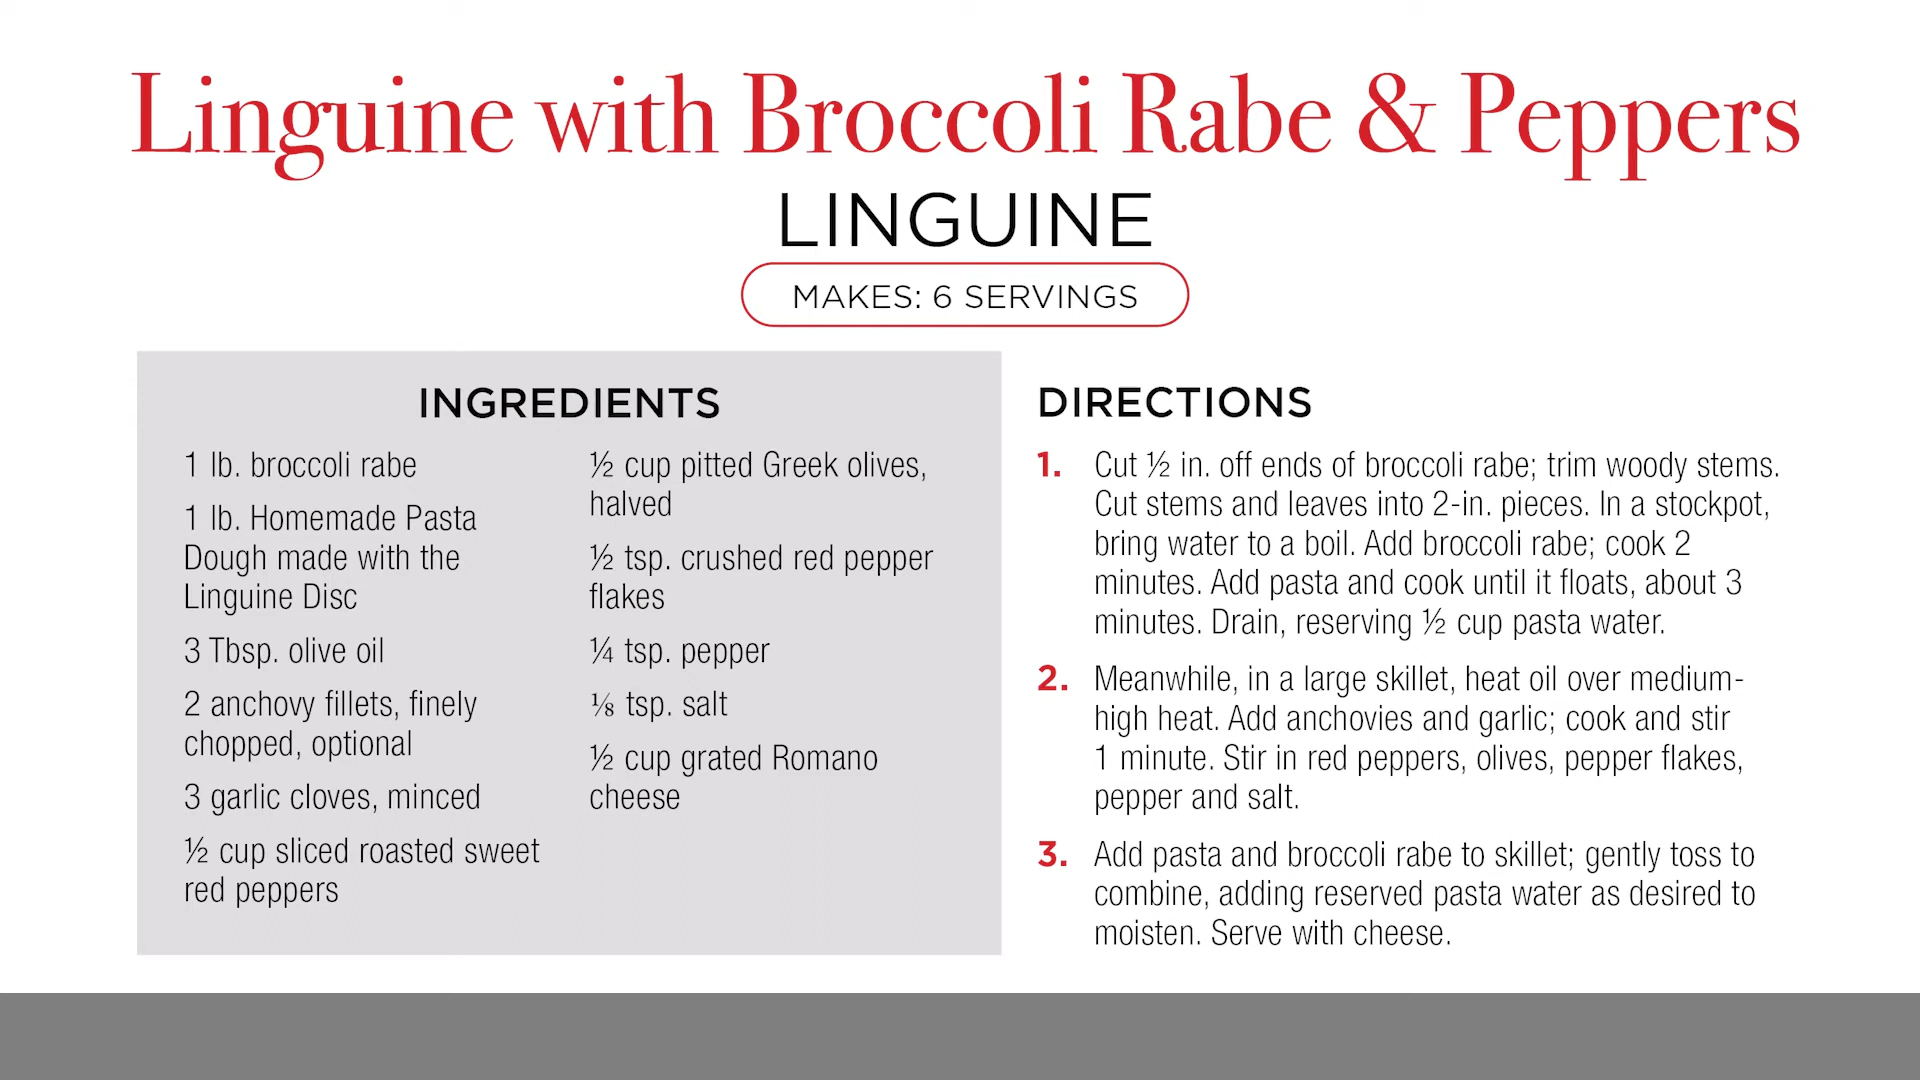 Linguine with Broccoli Rabe & Peppers
LINGUINE
MAKES: 6 SERVINGS
INGREDIENTS
1 lb. broccoli rabe
1 lb. Homemade Pasta
Dough made with the
Linguine Disc
3 Tbsp. olive oil
2 anchovy fillets, finely
chopped, optional
3 garlic cloves, minced
½ cup sliced roasted sweet
red peppers
½ cup pitted Greek olives,
halved
½ tsp. crushed red pepper
flakes
¼ tsp. pepper
⅛ tsp. salt
½ cup grated Romano
cheese
DIRECTIONS
1. Cut ½ in. off ends of broccoli rabe; trim woody stems.
Cut stems and leaves into 2-in. pieces. In a stockpot,
bring water to a boil. Add broccoli rabe; cook 2
minutes. Add pasta and cook until it floats, about 3
minutes. Drain, reserving ½ cup pasta water.
2. Meanwhile, in a large skillet, heat oil over medium-
high heat. Add anchovies and garlic; cook and stir
1 minute. Stir in red peppers, olives, pepper flakes,
pepper and salt.
3. Add pasta and broccoli rabe to skillet; gently toss to
combine, adding reserved pasta water as desired to
moisten. Serve with cheese.